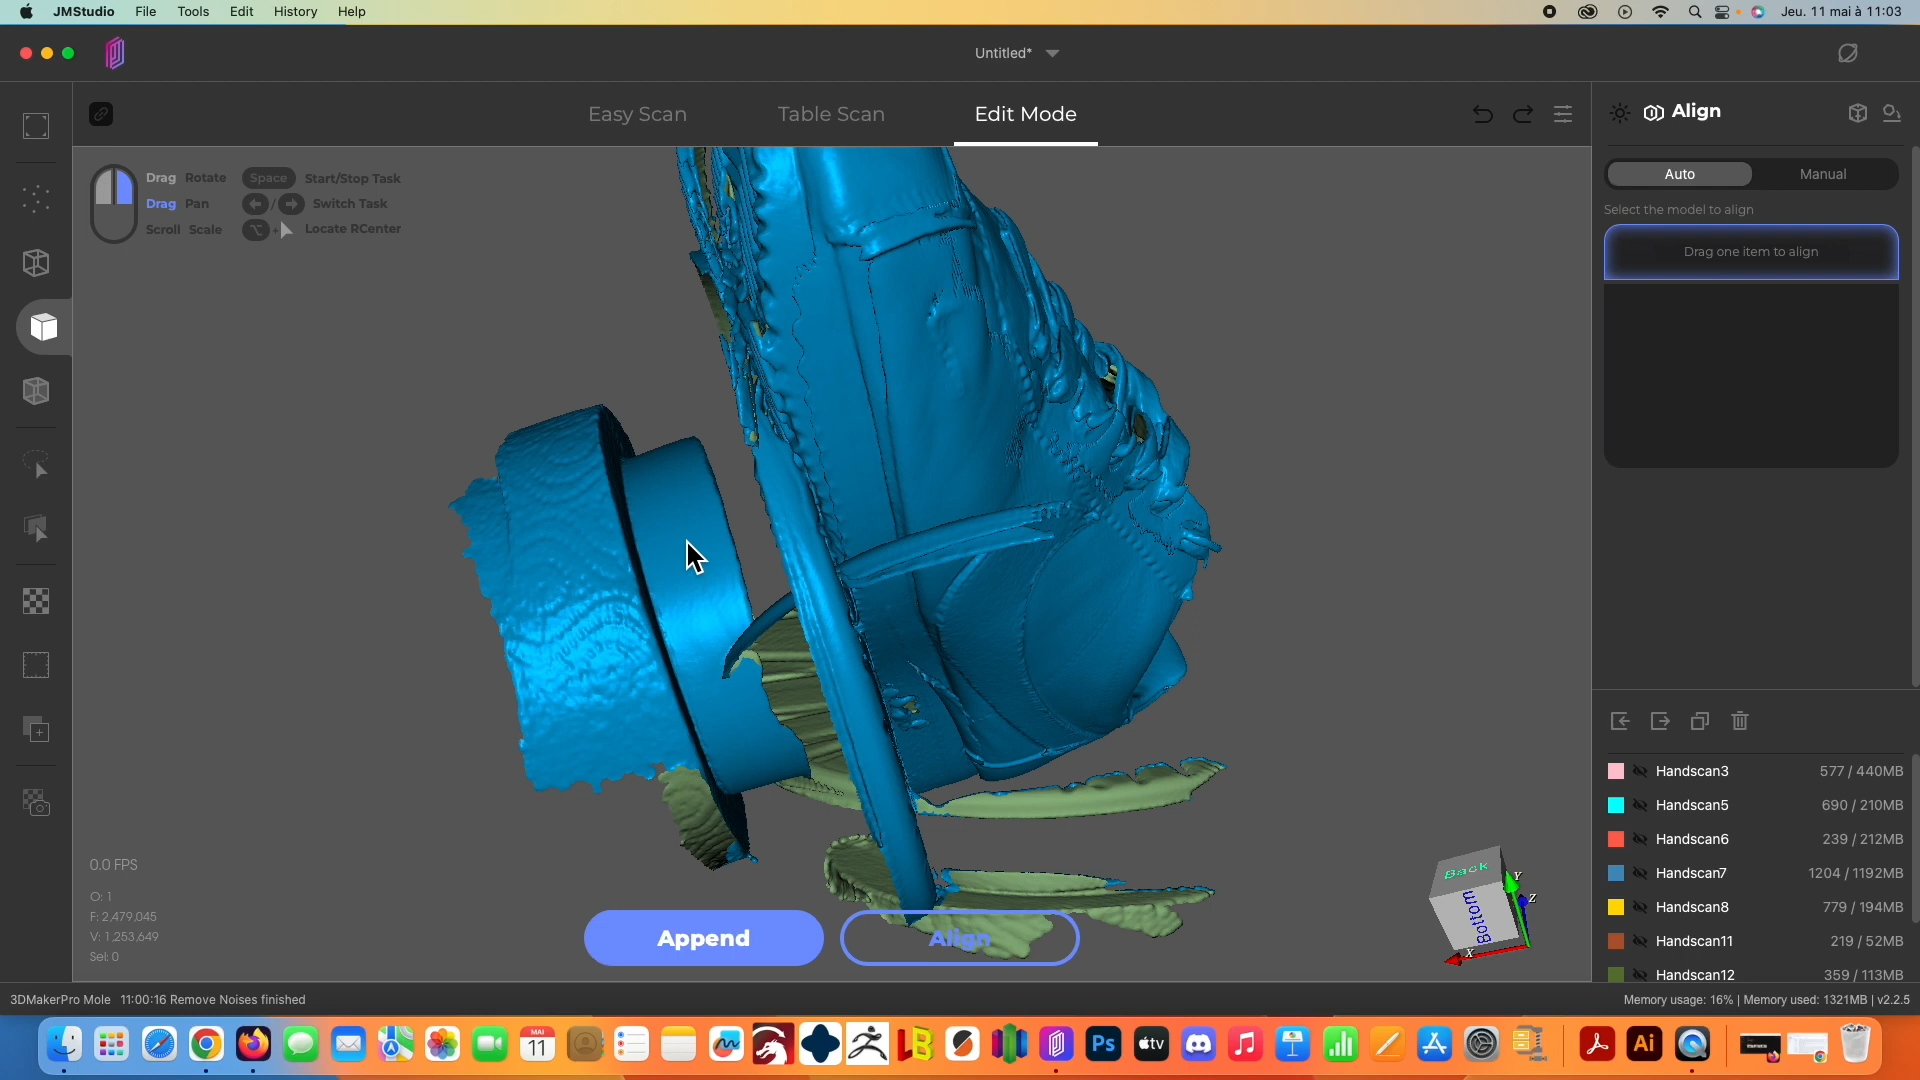 JMStudio File Tools Edit History Help
Jeu. 11 mai à 11:03
Untitled*
Easy Scan Table Scan Edit Mode
Align
Drag Rotate Space Start/Stop Task
Drag Pan ← / → Switch Task
Scroll Scale ⌥ + Locate RCenter
Auto Manual
Select the model to align
Drag one item to align
Handscan3 577 / 440MB
Handscan5 690 / 210MB
Handscan6 239 / 212MB
Handscan7 1204 / 1192MB
Handscan8 779 / 194MB
Handscan11 219 / 52MB
Handscan12 359 / 113MB
0.0 FPS
O: 1
F: 2,479,045
V: 1,253,649
Sel: 0
Append Align
Back
Bottom
Y
Z
X
3DMakerPro Mole 11:00:16 Remove Noises finished
Memory usage: 16% | Memory used: 1321MB | v2.2.5
MAI
11
LB
Ps
tv
Ai